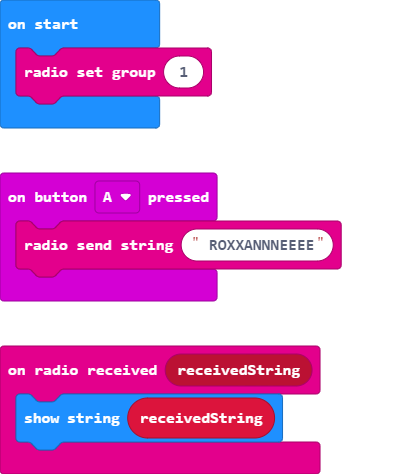 on start
radio set group 1
on button A pressed
radio send string " ROXXANNNEEEE"
on radio received receivedString
show string receivedString